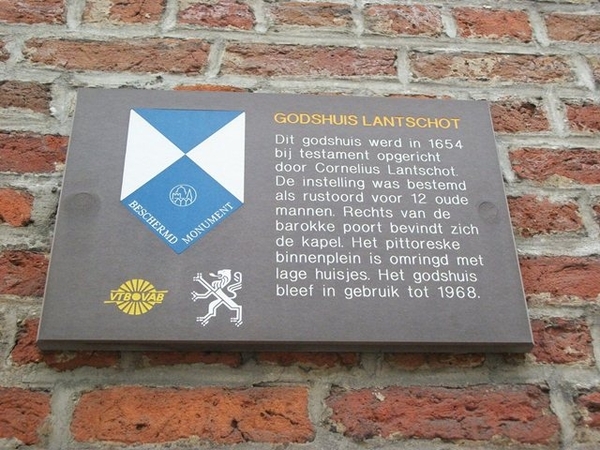 GODSHUIS LANTSCHOT
Dit godshuis werd in 1654
bij testament opgericht
door Cornelius Lantschot.
De instelling was bestemd
als rustoord voor 12 oude
mannen. Rechts van de
barokke poort bevindt zich
de kapel. Het pittoreske
binnenplein is omringd met
lage huisjes. Het godshuis
bleef in gebruik tot 1968.
BESCHERMD MONUMENT
VTB VAB